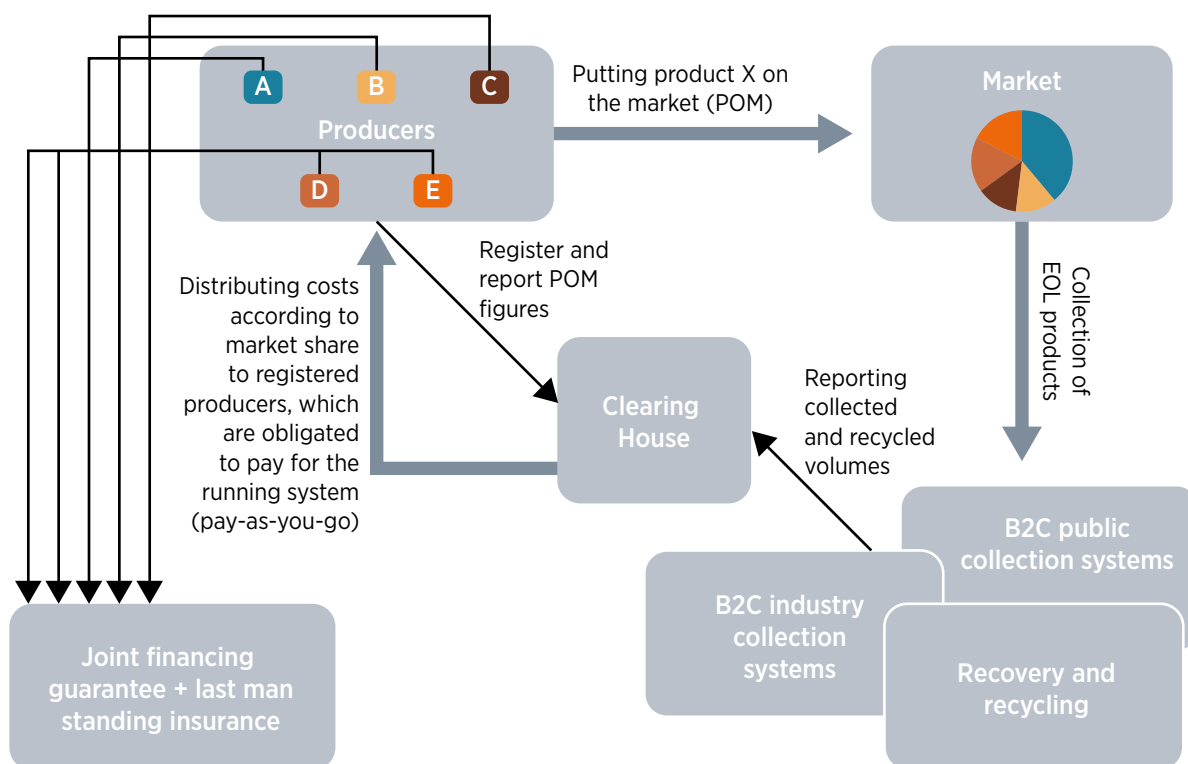 A
B
C
Producers
D
E
Putting product X on
the market (POM)
Market
Collection of
EOL products
Register and
report POM
figures
Distributing costs
according to
market share
to registered
producers, which
are obligated
to pay for the
running system
(pay-as-you-go)
Clearing
House
Reporting
collected
and recycled
volumes
B2C public
collection systems
B2C industry
collection
systems
Recovery and
recycling
Joint financing
guarantee + last man
standing insurance